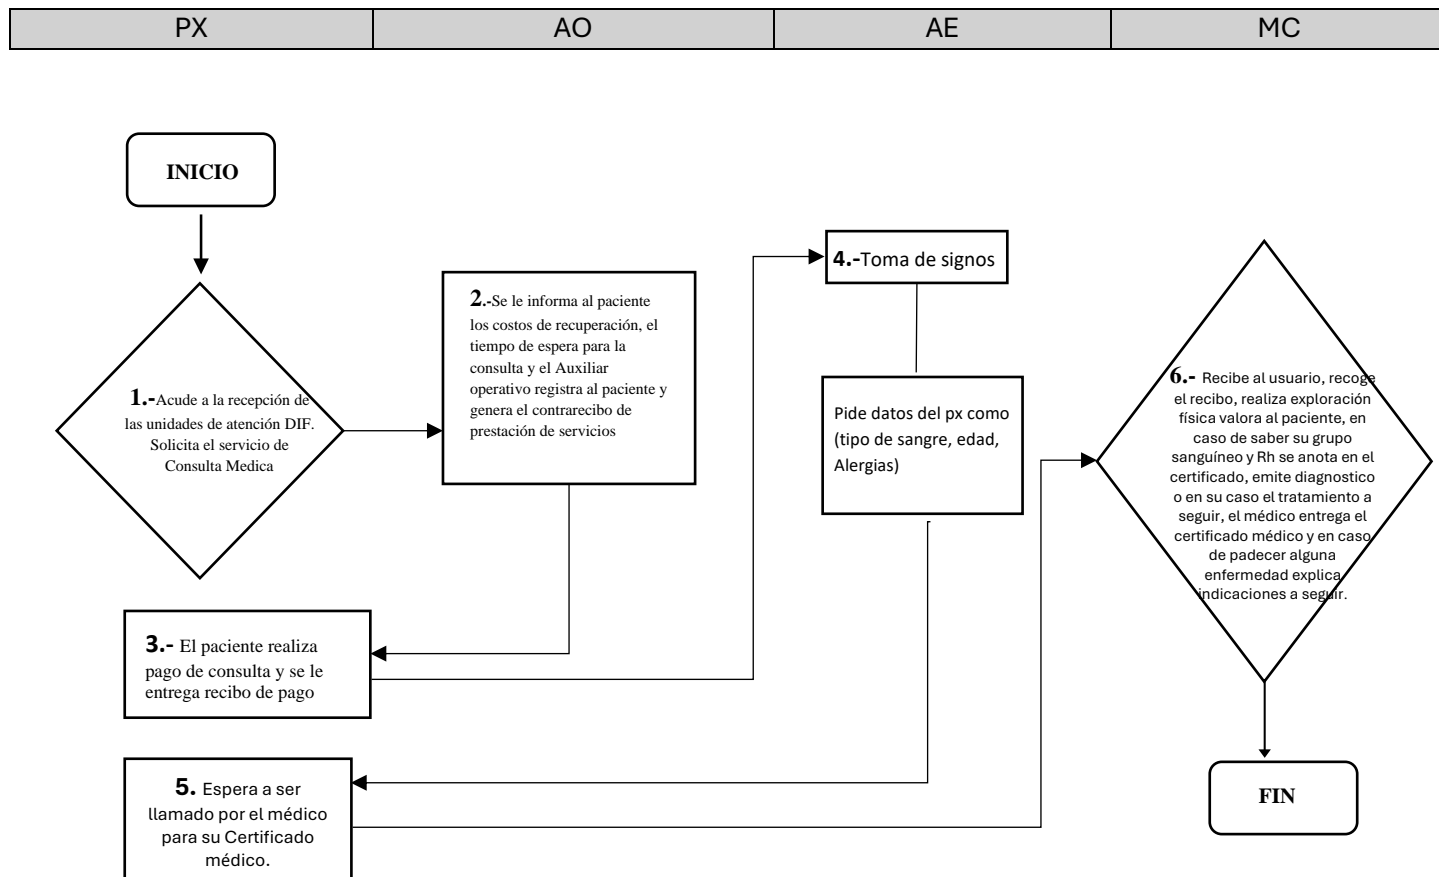 PX
AO
AE
MC
INICIO
1.-Acude a la recepción de
las unidades de atención DIF.
Solicita el servicio de
Consulta Medica
2.-Se le informa al paciente
los costos de recuperación, el
tiempo de espera para la
consulta y el Auxiliar
operativo registra al paciente y
genera el contrarecibo de
prestación de servicios
3.- El paciente realiza
pago de consulta y se le
entrega recibo de pago
4.-Toma de signos
Pide datos del px como
(tipo de sangre, edad,
Alergias)
5. Espera a ser
llamado por el médico
para su Certificado
médico.
6.- Recibe al usuario, recoge
el recibo, realiza exploración
física valora al paciente, en
caso de saber su grupo
sanguíneo y Rh se anota en el
certificado, emite diagnostico
o en su caso el tratamiento a
seguir, el médico entrega el
certificado médico y en caso
de padecer alguna
enfermedad explica
indicaciones a seguir.
FIN